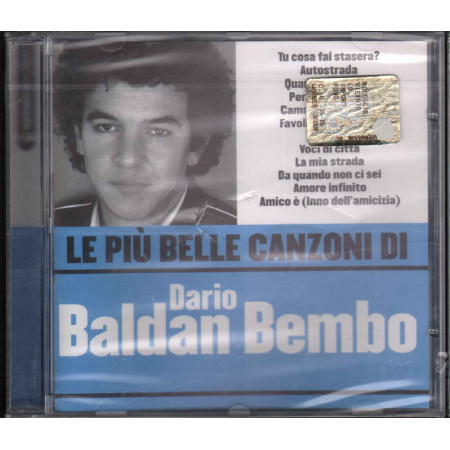 Tu cosa fai stasera?
Autostrada
Voci di città
La mia strada
Da quando non ci sei
Amore infinito
Amico è (Inno dell'amicizia)
LE PIÙ BELLE CANZONI DI
Dario
Baldan Bembo